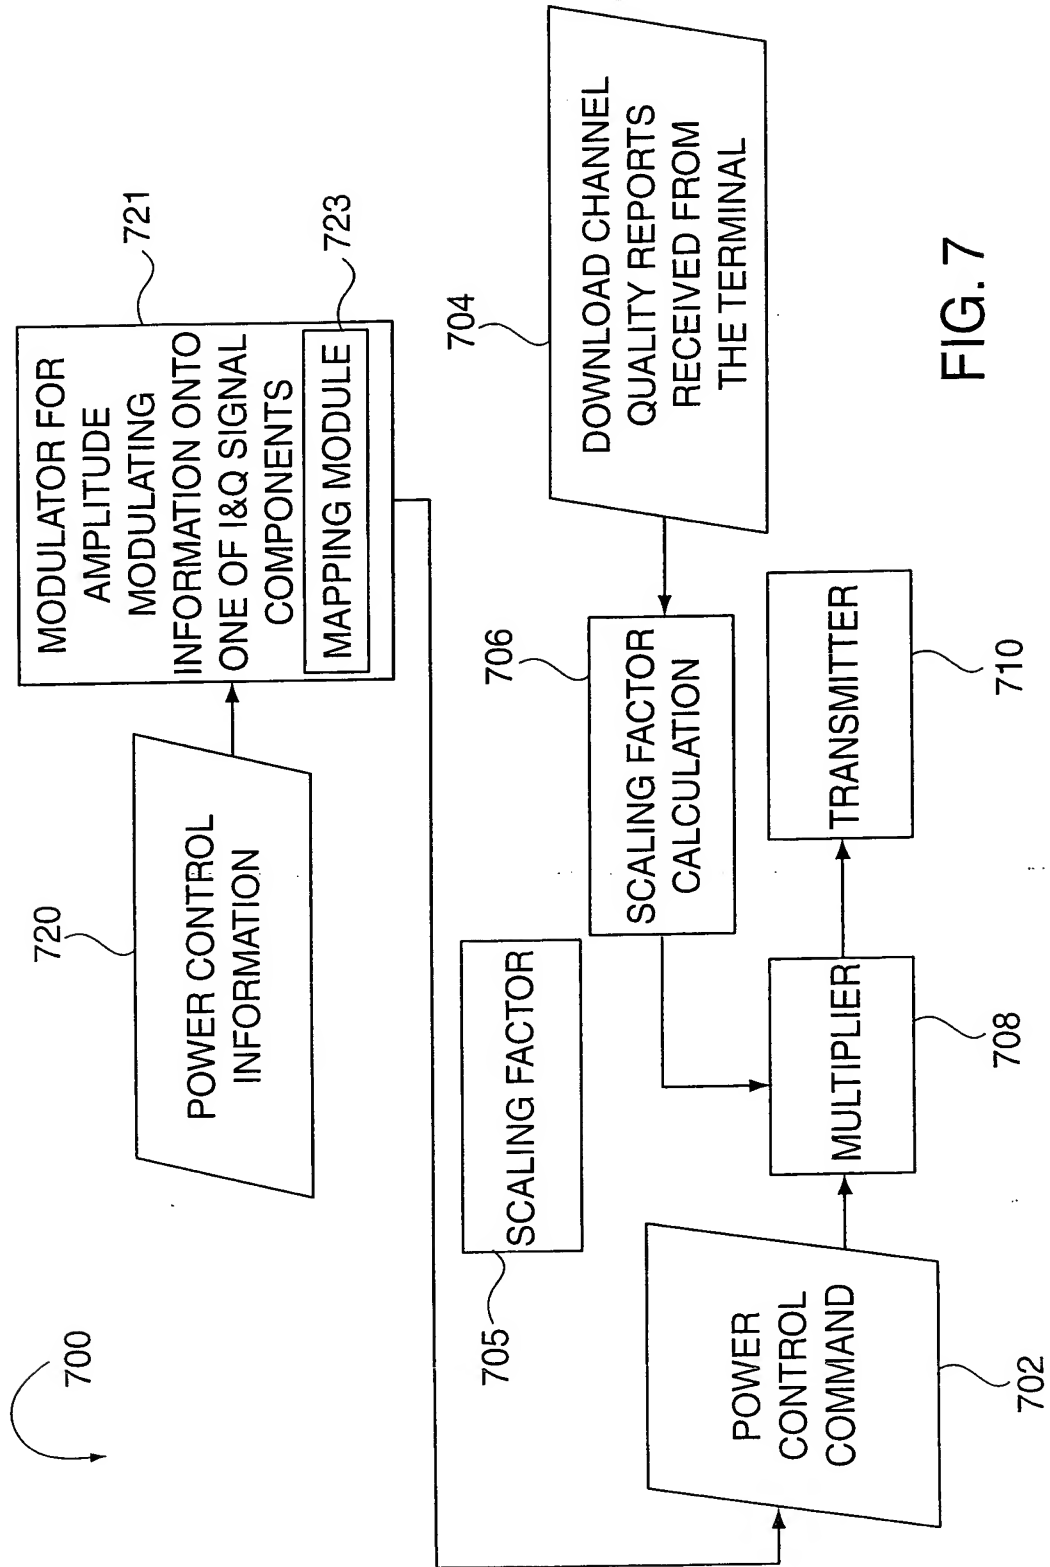 700
720
POWER CONTROL
INFORMATION
MODULATOR FOR
AMPLITUDE
MODULATING
INFORMATION ONTO
ONE OF I&Q SIGNAL
COMPONENTS
MAPPING MODULE
721
723
705
SCALING FACTOR
706
SCALING FACTOR
CALCULATION
704
DOWNLOAD CHANNEL
QUALITY REPORTS
RECEIVED FROM
THE TERMINAL
POWER
CONTROL
COMMAND
702
MULTIPLIER
708
TRANSMITTER
710
FIG. 7